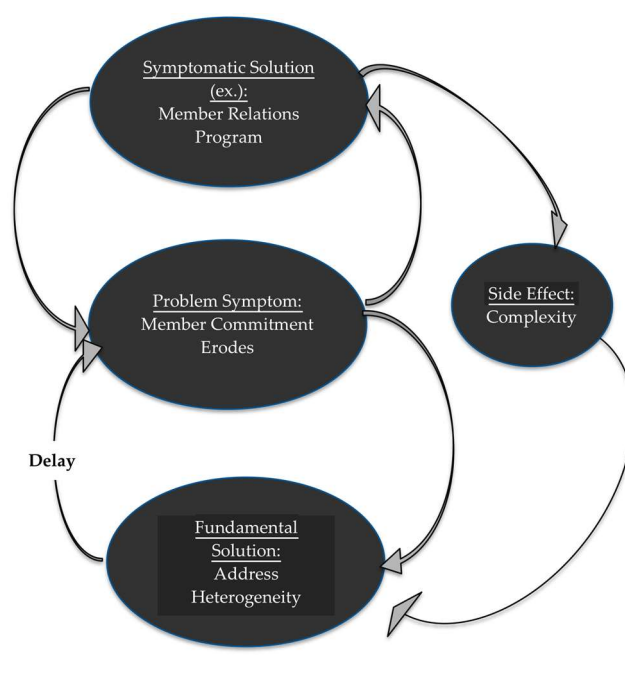 Symptomatic Solution
(ex.):
Member Relations
Program
Side Effect:
Complexity
Problem Symptom:
Member Commitment
Erodes
Delay
Fundamental
Solution:
Address
Heterogeneity